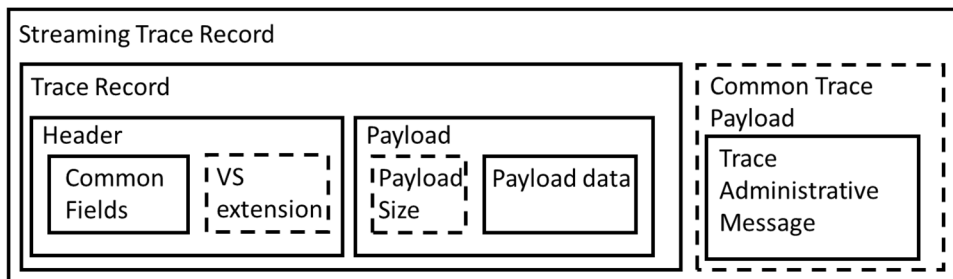 Streaming Trace Record
Trace Record
Header
Common
Fields
VS
extension
Payload
Payload
Size
Payload data
Common Trace
Payload
Trace
Administrative
Message